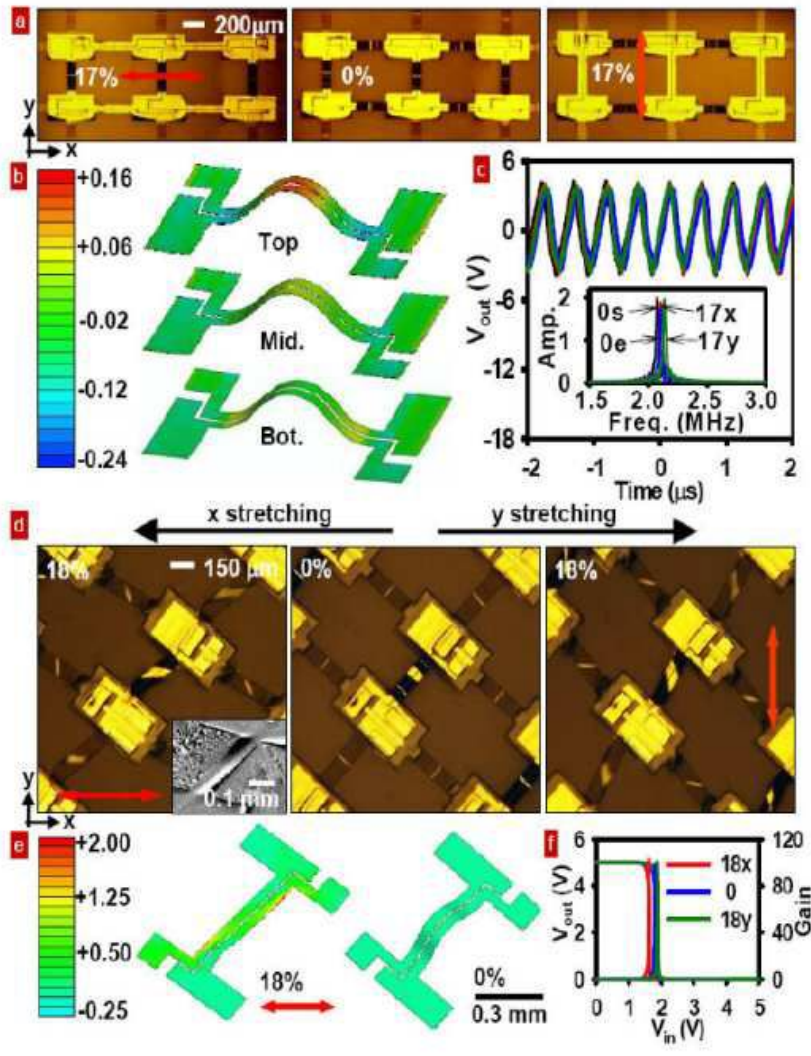 a
200µm
17%
0%
17%
y
x
b
+0.16
+0.06
-0.02
-0.12
-0.24
Top
Mid.
Bot.
c
6
0
-6
-12
-18
V_out (V)
Amp.
2
1
0
0s
17x
0e
17y
1.5 2.0 2.5 3.0
Freq. (MHz)
-2 -1 0 1 2
Time (µs)
d
x stretching
y stretching
18%
150 µm
0%
18%
0.1 mm
y
x
e
+2.00
+1.25
+0.50
-0.25
18%
0%
0.3 mm
f
6
4
2
0
V_out (V)
18x
0
18y
120
80
40
0
Gain
0 1 2 3 4 5
V_in (V)